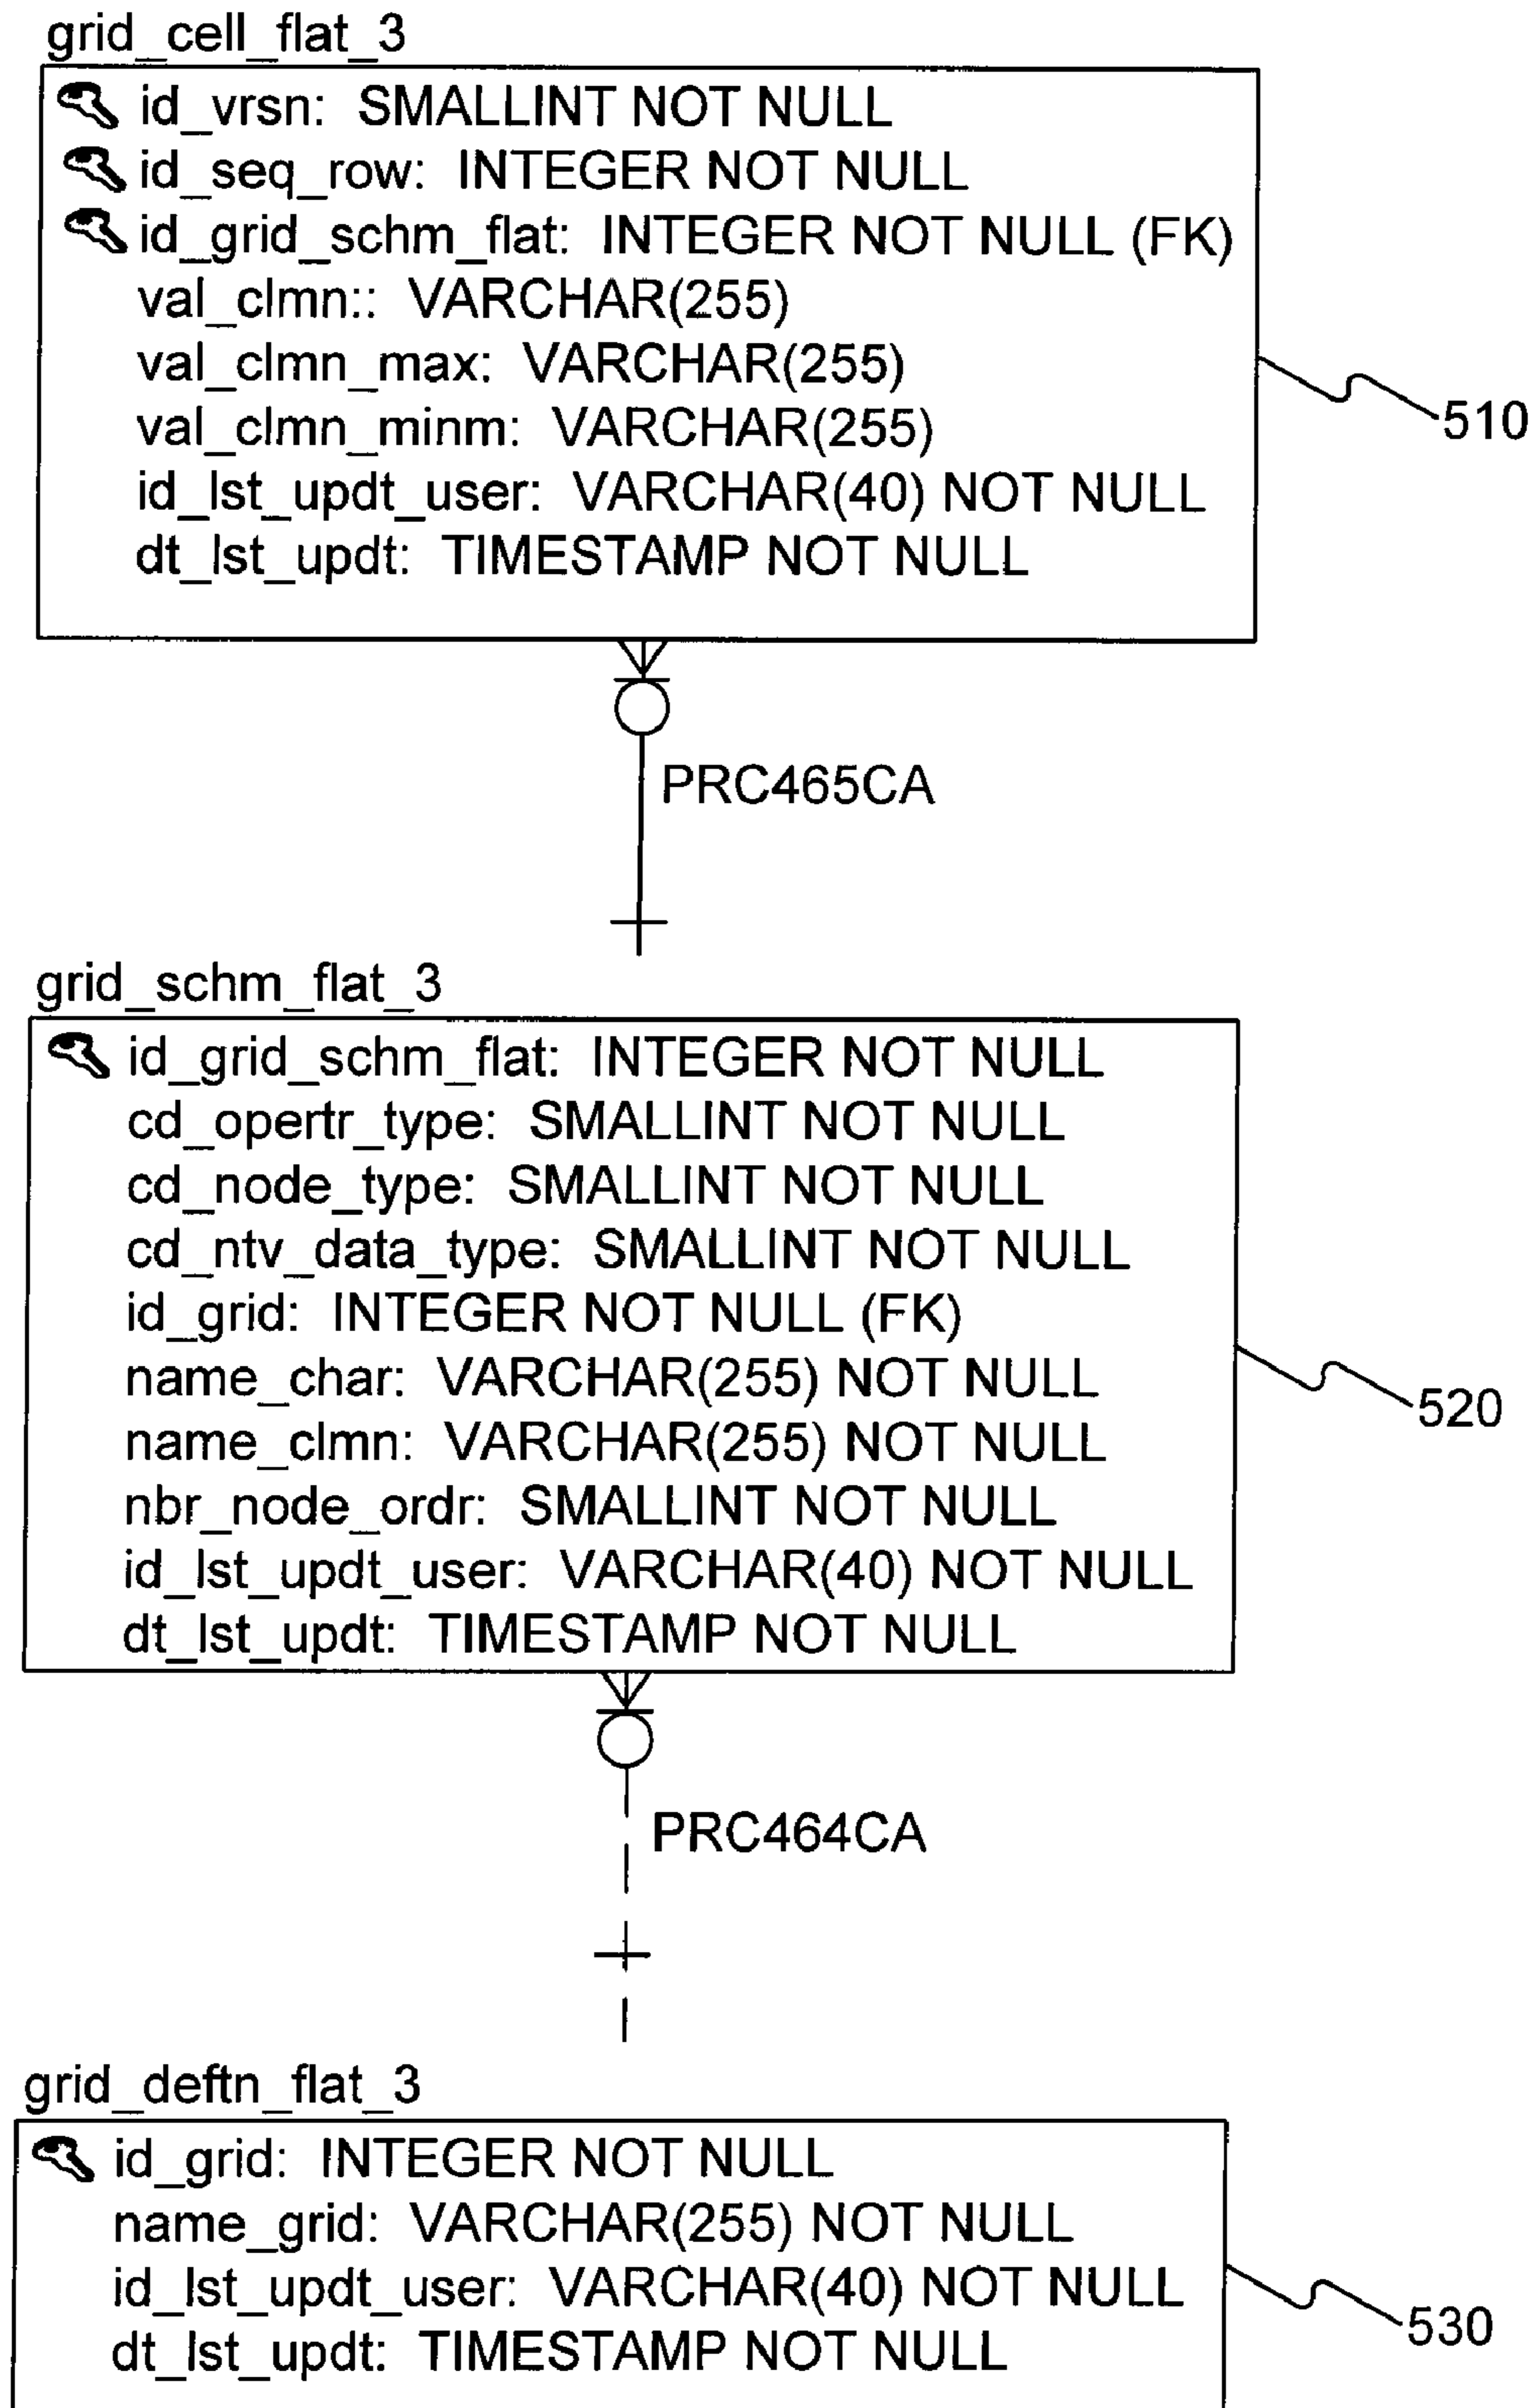 grid_cell_flat_3
id_vrsn: SMALLINT NOT NULL
id_seq_row: INTEGER NOT NULL
id_grid_schm_flat: INTEGER NOT NULL (FK)
val_clmn:: VARCHAR(255)
val_clmn_max: VARCHAR(255)
val_clmn_minm: VARCHAR(255)
id_lst_updt_user: VARCHAR(40) NOT NULL
dt_lst_updt: TIMESTAMP NOT NULL
510
PRC465CA
grid_schm_flat_3
id_grid_schm_flat: INTEGER NOT NULL
cd_opertr_type: SMALLINT NOT NULL
cd_node_type: SMALLINT NOT NULL
cd_ntv_data_type: SMALLINT NOT NULL
id_grid: INTEGER NOT NULL (FK)
name_char: VARCHAR(255) NOT NULL
name_clmn: VARCHAR(255) NOT NULL
nbr_node_ordr: SMALLINT NOT NULL
id_lst_updt_user: VARCHAR(40) NOT NULL
dt_lst_updt: TIMESTAMP NOT NULL
520
PRC464CA
grid_deftn_flat_3
id_grid: INTEGER NOT NULL
name_grid: VARCHAR(255) NOT NULL
id_lst_updt_user: VARCHAR(40) NOT NULL
dt_lst_updt: TIMESTAMP NOT NULL
530